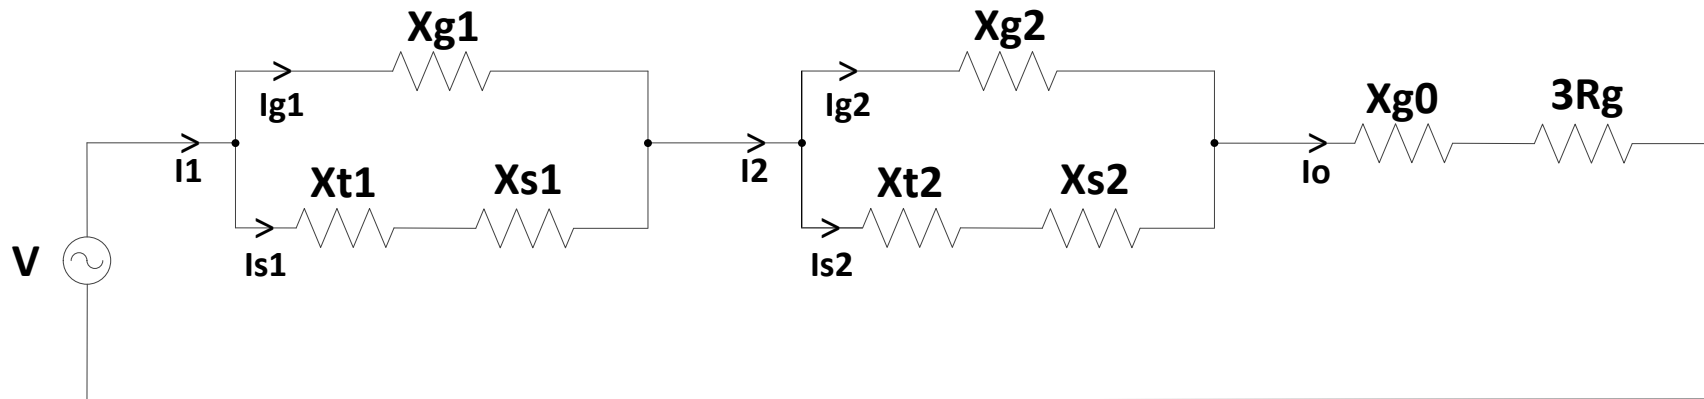 Xg1
Xg2
Ig1
Ig2
Xg0
3Rg
I1
Xt1
Xs1
I2
Xt2
Xs2
Io
V
Is1
Is2